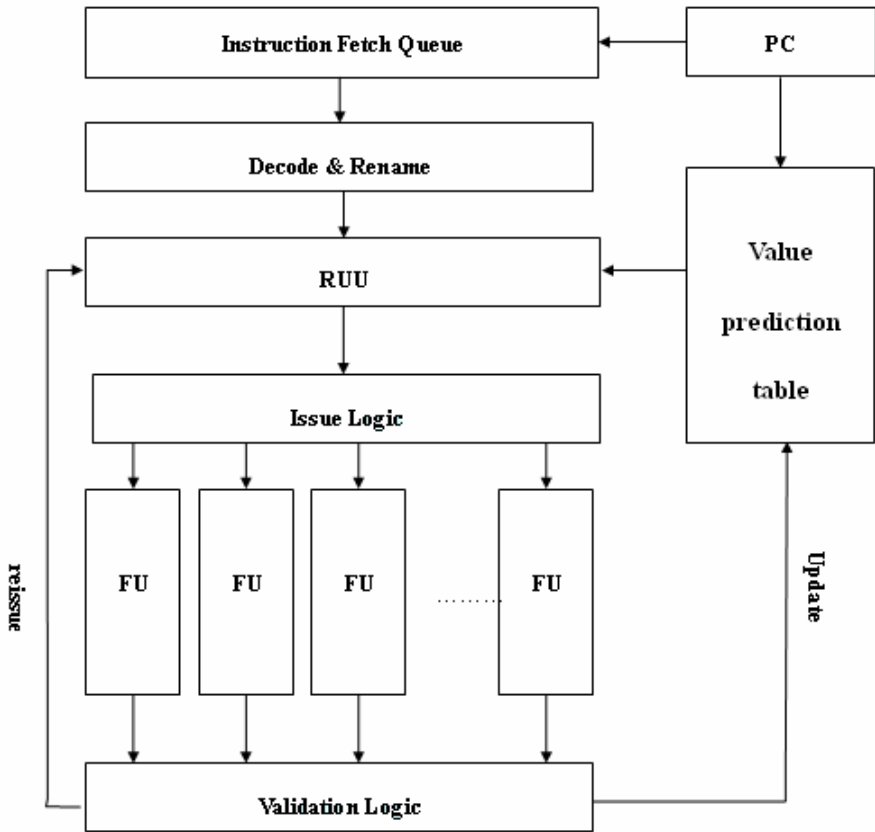 Instruction Fetch Queue
PC
Decode & Rename
RUU
Value
prediction
table
Issue Logic
FU
FU
FU
.........
FU
reissue
Update
Validation Logic